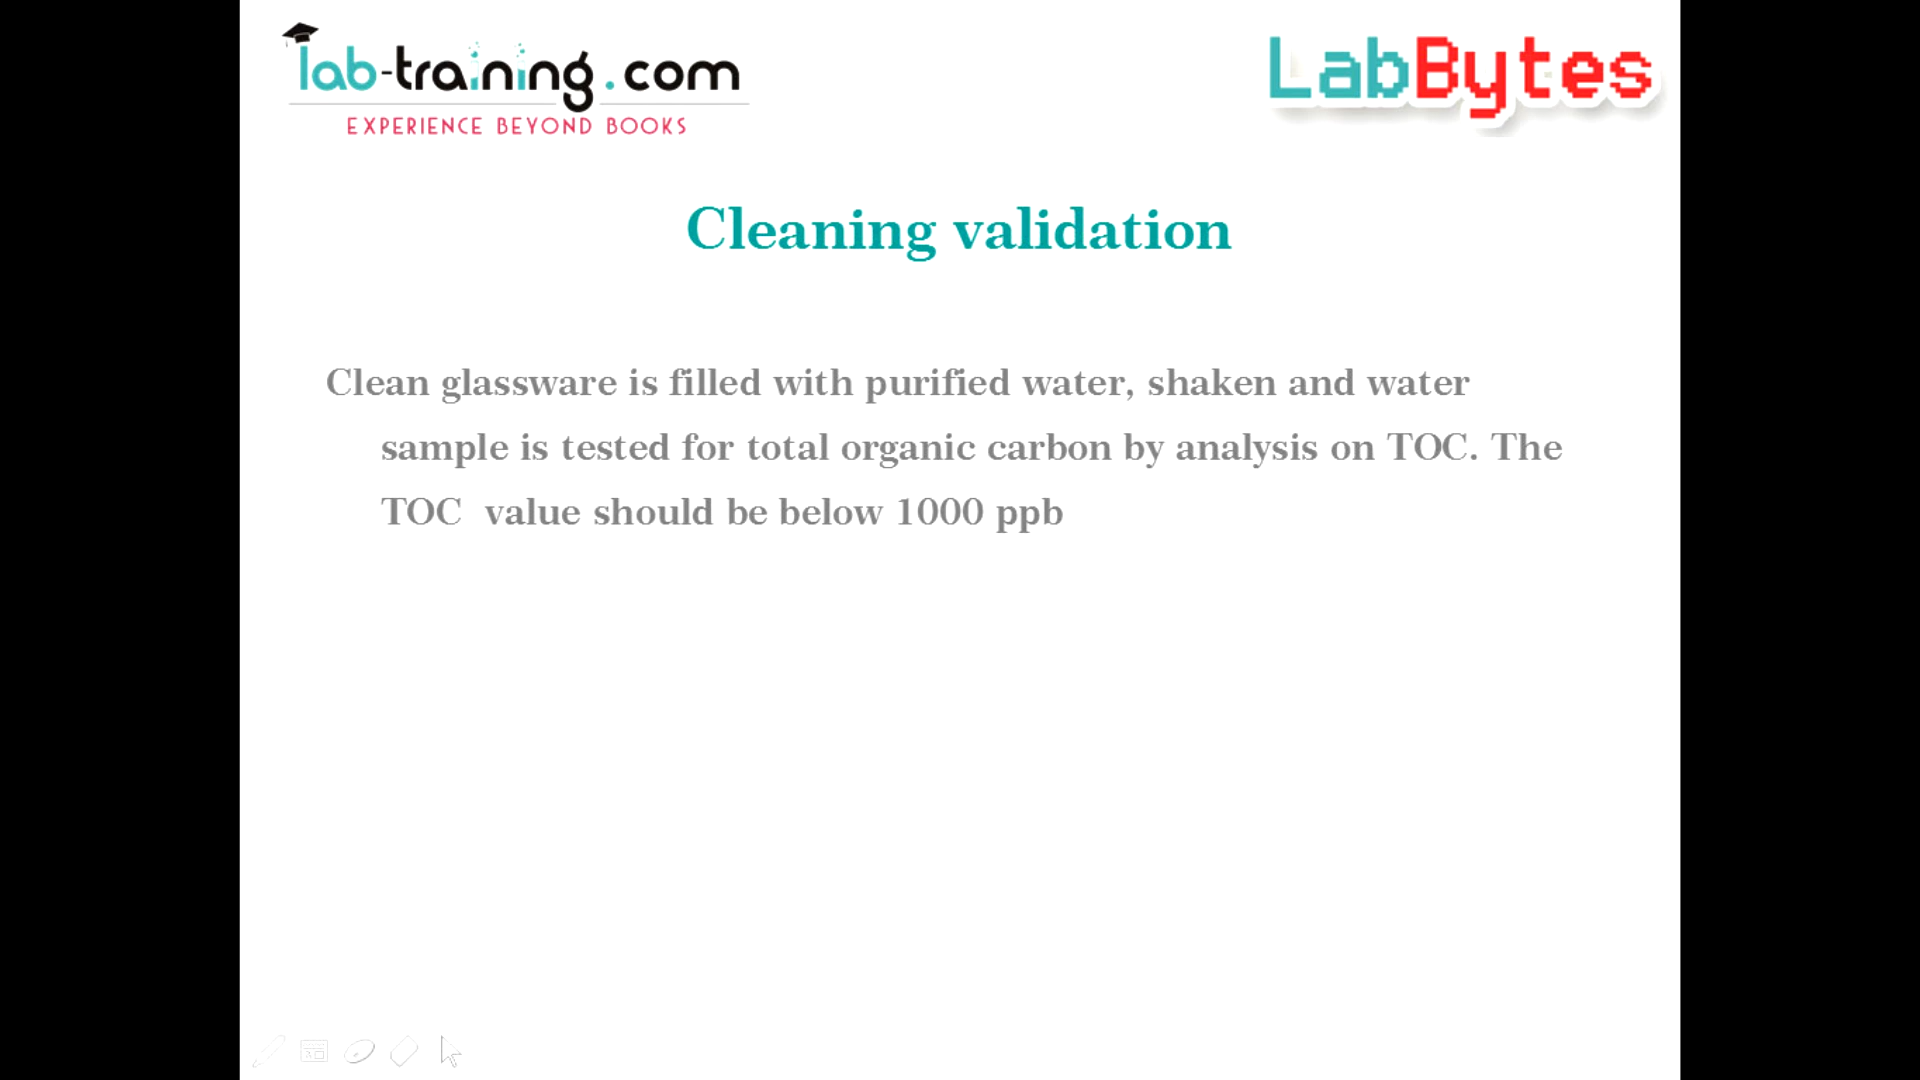 lab-training.com
EXPERIENCE BEYOND BOOKS
LabBytes
Cleaning validation
Clean glassware is filled with purified water, shaken and water
sample is tested for total organic carbon by analysis on TOC. The
TOC  value should be below 1000 ppb